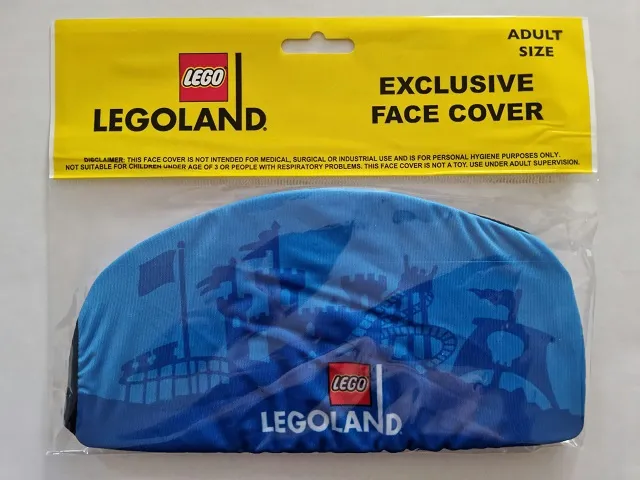 ADULT
SIZE
LEGO
LEGOLAND®
EXCLUSIVE
FACE COVER
DISCLAIMER: THIS FACE COVER IS NOT INTENDED FOR MEDICAL, SURGICAL OR INDUSTRIAL USE AND IS FOR PERSONAL HYGIENE PURPOSES ONLY.
NOT SUITABLE FOR CHILDREN UNDER AGE OF 3 OR PEOPLE WITH RESPIRATORY PROBLEMS. THIS FACE COVER IS NOT A TOY. USE UNDER ADULT SUPERVISION.
LEGO
LEGOLAND